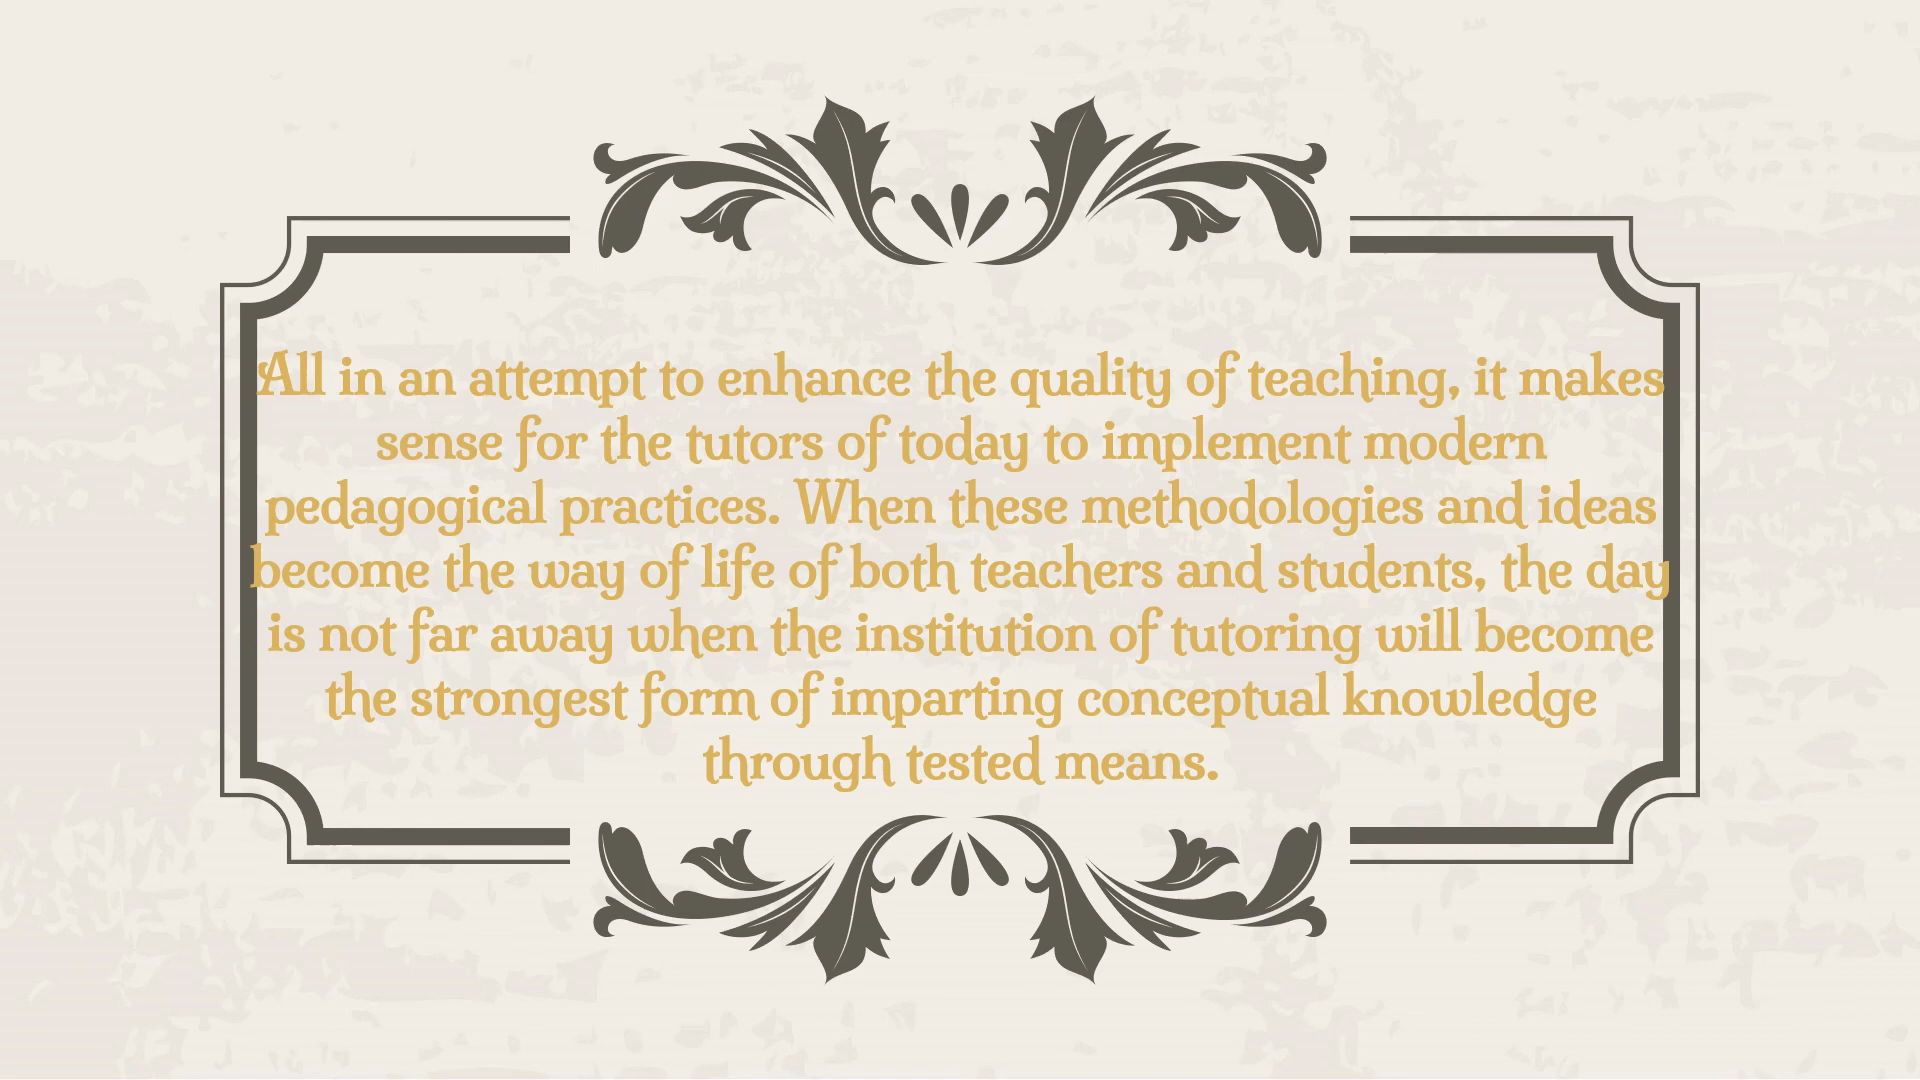 All in an attempt to enhance the quality of teaching, it makes
sense for the tutors of today to implement modern
pedagogical practices. When these methodologies and ideas
become the way of life of both teachers and students, the day
is not far away when the institution of tutoring will become
the strongest form of imparting conceptual knowledge
through tested means.